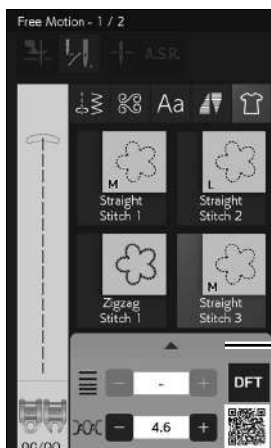 Free Motion - 1 / 2
A.S.R.
Aa
M
Straight
Stitch 1
L
Straight
Stitch 2
Zigzag
Stitch 1
M
Straight
Stitch 3
-
DFT
4.6